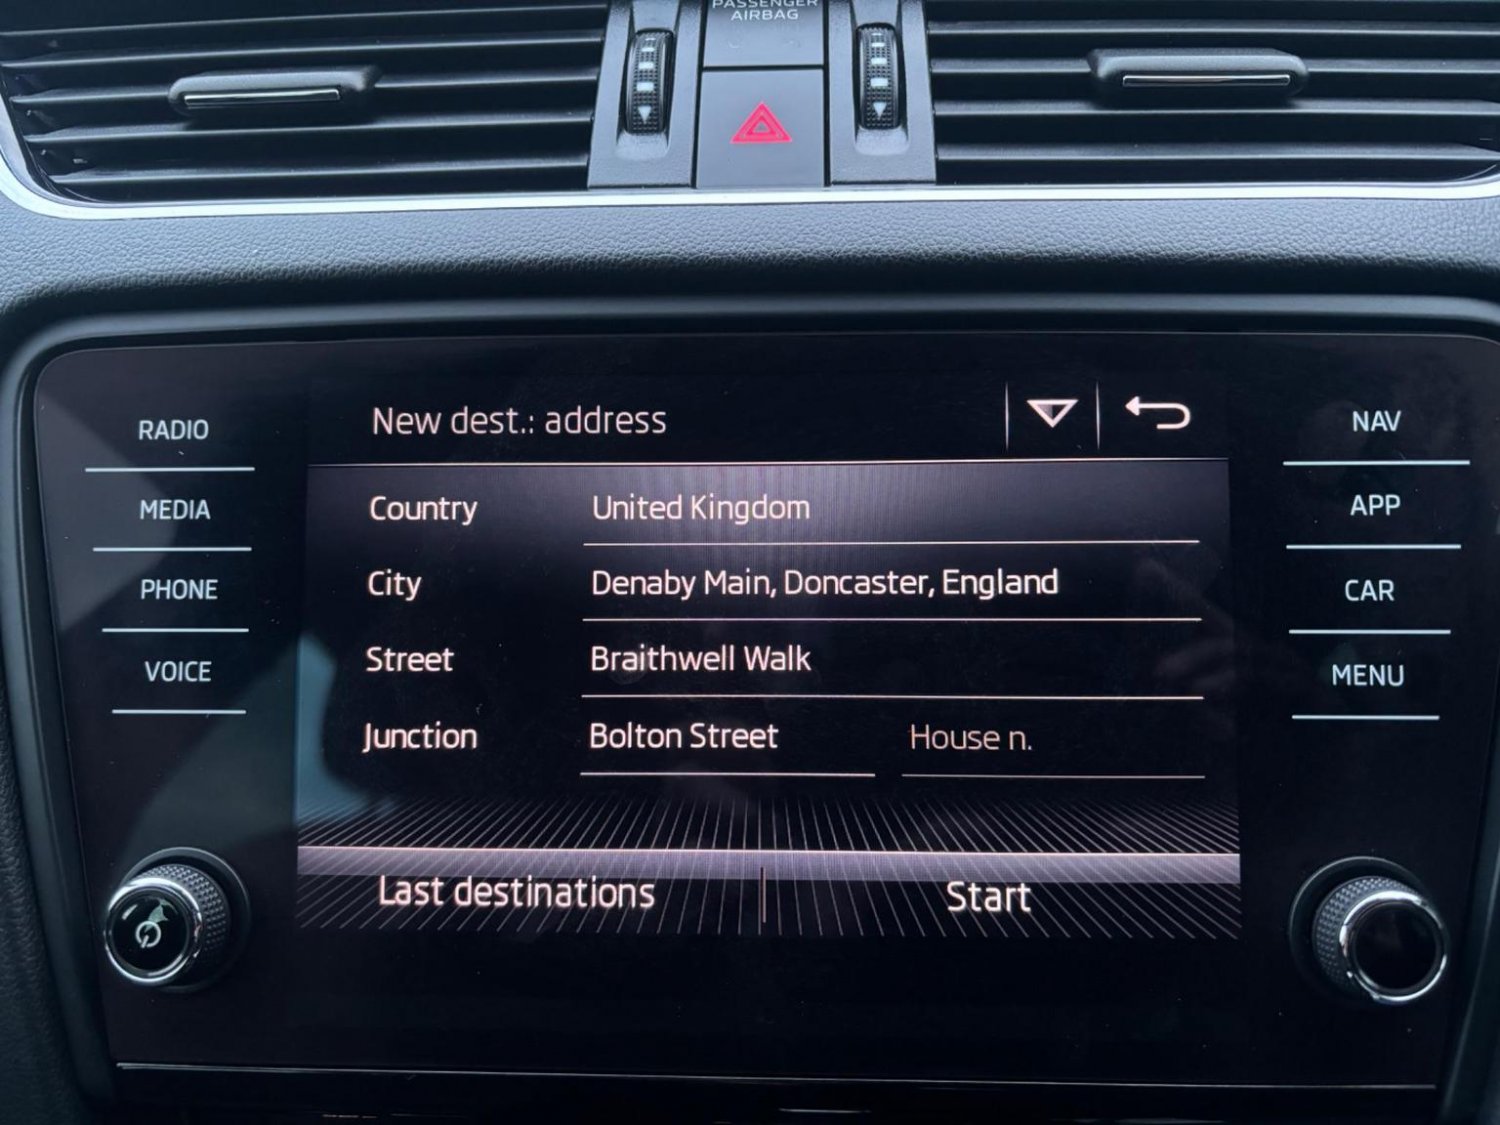 PASSENGER
AIRBAG
New dest.: address
RADIO
MEDIA
PHONE
VOICE
Country United Kingdom
City Denaby Main, Doncaster, England
Street Braithwell Walk
Junction Bolton Street House n.
Last destinations Start
NAV
APP
CAR
MENU